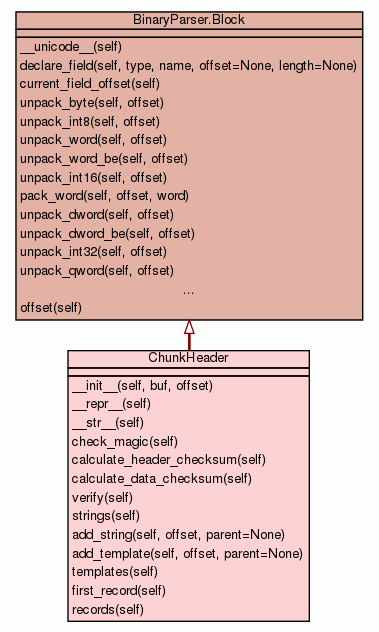 BinaryParser.Block
__unicode__(self)
declare_field(self, type, name, offset=None, length=None)
current_field_offset(self)
unpack_byte(self, offset)
unpack_int8(self, offset)
unpack_word(self, offset)
unpack_word_be(self, offset)
unpack_int16(self, offset)
pack_word(self, offset, word)
unpack_dword(self, offset)
unpack_dword_be(self, offset)
unpack_int32(self, offset)
unpack_qword(self, offset)
...
offset(self)
ChunkHeader
__init__(self, buf, offset)
__repr__(self)
__str__(self)
check_magic(self)
calculate_header_checksum(self)
calculate_data_checksum(self)
verify(self)
strings(self)
add_string(self, offset, parent=None)
add_template(self, offset, parent=None)
templates(self)
first_record(self)
records(self)